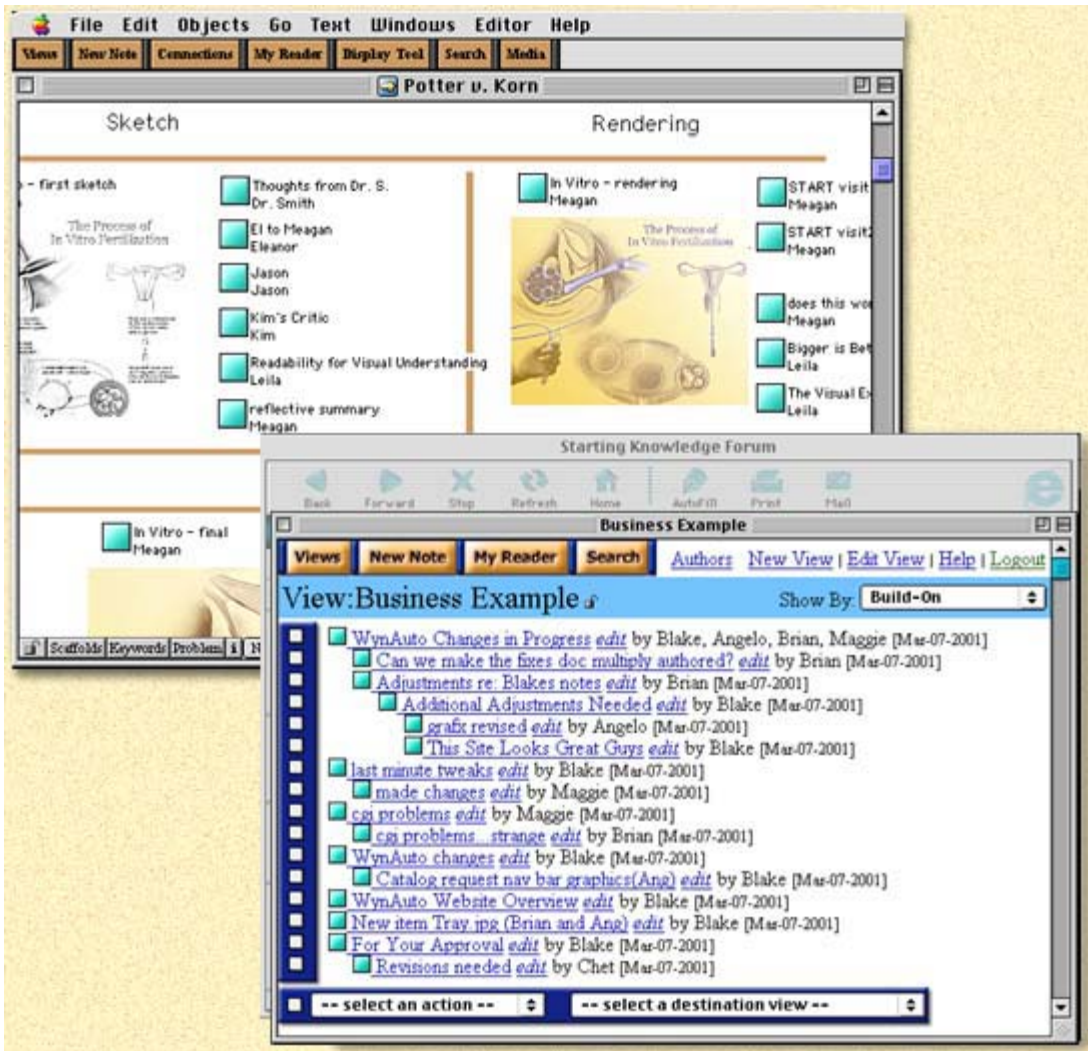 File Edit Objects Go Text Windows Editor Help
Views New Note Connections My Reader Display Tool Search Media
Potter v. Korn
Sketch
Rendering
- first sketch
The Process of
In Vitro Fertilization
Thoughts from Dr. S.
Dr. Smith
El to Meagan
Eleanor
Jason
Jason
Kim's Critic
Kim
Readability for Visual Understanding
Leila
reflective summary
Meagan
In Vitro - rendering
Meagan
The Process of
In Vitro Fertilization
START visit
Meagan
START visit2
Meagan
does this wo
Meagan
Bigger is Bet
Leila
The Visual Ex
Leila
In Vitro - final
Meagan
Scaffolds Keywords Problem i N
Starting Knowledge Forum
Back Forward Stop Refresh Home AutoFill Print Mail
Business Example
Views New Note My Reader Search Authors New View | Edit View | Help | Logout
View:Business Example Show By: Build-On
WynAuto Changes in Progress edit by Blake, Angelo, Brian, Maggie [Mar-07-2001]
Can we make the fixes doc multiply authored? edit by Brian [Mar-07-2001]
Adjustments re: Blakes notes edit by Brian [Mar-07-2001]
Additional Adjustments Needed edit by Blake [Mar-07-2001]
grafix revised edit by Angelo [Mar-07-2001]
This Site Looks Great Guys edit by Blake [Mar-07-2001]
last minute tweaks edit by Blake [Mar-07-2001]
made changes edit by Maggie [Mar-07-2001]
cgi problems edit by Maggie [Mar-07-2001]
cgi problems...strange edit by Brian [Mar-07-2001]
WynAuto changes edit by Blake [Mar-07-2001]
Catalog request nav bar graphics(Ang) edit by Blake [Mar-07-2001]
WynAuto Website Overview edit by Blake [Mar-07-2001]
New item Tray.jpg (Brian and Ang) edit by Blake [Mar-07-2001]
For Your Approval edit by Blake [Mar-07-2001]
Revisions needed edit by Chet [Mar-07-2001]
-- select an action -- -- select a destination view --